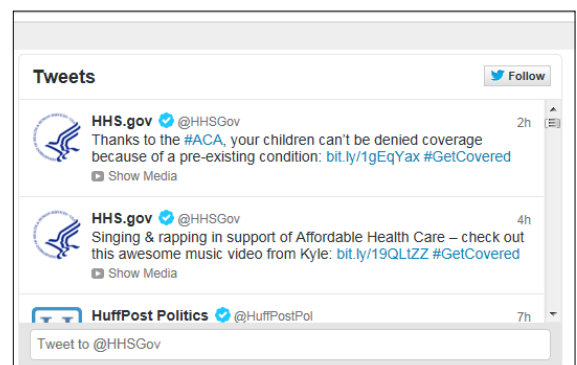 Tweets
Follow
HHS.gov @HHSGov 2h
Thanks to the #ACA, your children can't be denied coverage
because of a pre-existing condition: bit.ly/1gEqYax #GetCovered
Show Media
HHS.gov @HHSGov 4h
Singing & rapping in support of Affordable Health Care – check out
this awesome music video from Kyle: bit.ly/19QLtZZ #GetCovered
Show Media
HuffPost Politics @HuffPostPol 7h
Tweet to @HHSGov